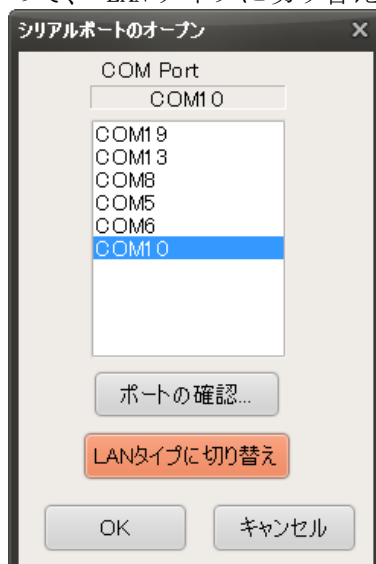 シリアルポートのオープン
COM Port
COM10
COM19
COM13
COM8
COM5
COM6
COM10
ポートの確認...
LANタイプに切り替え
OK
キャンセル